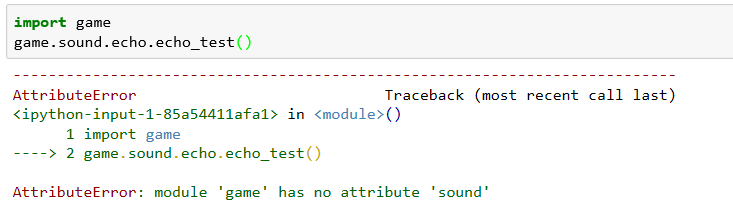 import game
game.sound.echo.echo_test()
---------------------------------------------------------------------------
AttributeError                            Traceback (most recent call last)
<ipython-input-1-85a54411afa1> in <module>()
      1 import game
----> 2 game.sound.echo.echo_test()

AttributeError: module 'game' has no attribute 'sound'